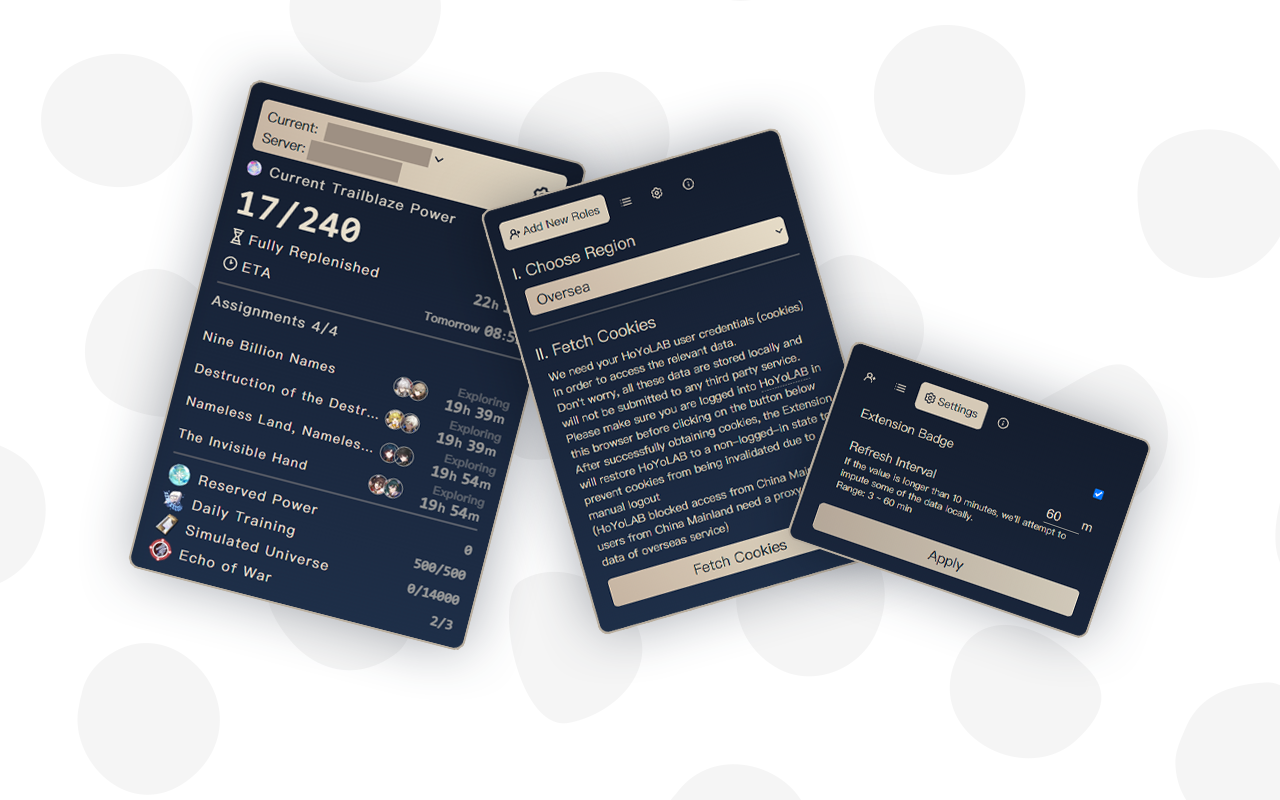 Current:
Server:
Current Trailblaze Power
17/240
Fully Replenished
22h
ETA
Tomorrow 08:5
Assignments 4/4
Nine Billion Names
Exploring
19h 39m
Destruction of the Destr...
Exploring
19h 39m
Nameless Land, Nameles...
Exploring
19h 54m
The Invisible Hand
Exploring
19h 54m
Reserved Power
0
Daily Training
500/500
Simulated Universe
0/14000
Echo of War
2/3
Add New Roles
I. Choose Region
Oversea
II. Fetch Cookies
We need your HoYoLAB user credentials (cookies)
in order to access the relevant data.
Don't worry, all these data are stored locally and
will not be submitted to any third party service.
Please make sure you are logged into HoYoLAB in
this browser before clicking on the button below
After successfully obtaining cookies, the Extension
will restore HoYoLAB to a non-logged-in state to
prevent cookies from being invalidated due to
manual logout
(HoYoLAB blocked access from China Mai
users from China Mainland need a proxy
data of overseas service)
Fetch Cookies
Settings
Extension Badge
Refresh Interval
If the value is longer than 10 minutes, we'll attempt to
impute some of the data locally.
Range: 3 ~ 60 min
60 m
Apply